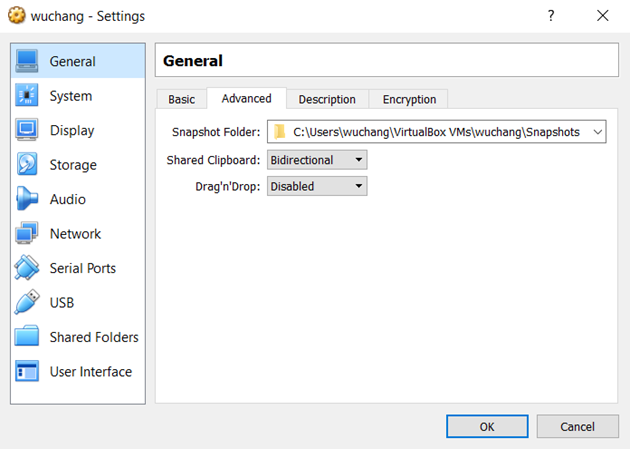 wuchang - Settings
?
General
System
Display
Storage
Audio
Network
Serial Ports
USB
Shared Folders
User Interface
General
Basic Advanced Description Encryption
Snapshot Folder: C:\Users\wuchang\VirtualBox VMs\wuchang\Snapshots
Shared Clipboard: Bidirectional
Drag'n'Drop: Disabled
OK Cancel